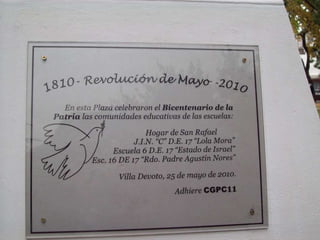 1810- Revolución de Mayo -2010
En esta Plaza celebraron el Bicentenario de la
Patria las comunidades educativas de las escuelas:
Hogar de San Rafael
J.I.N. "C" D.E. 17 "Lola Mora"
Escuela 6 D.E. 17 "Estado de Israel"
Esc. 16 DE 17 "Rdo. Padre Agustín Nores"
Villa Devoto, 25 de mayo de 2010.
Adhiere CGPC11